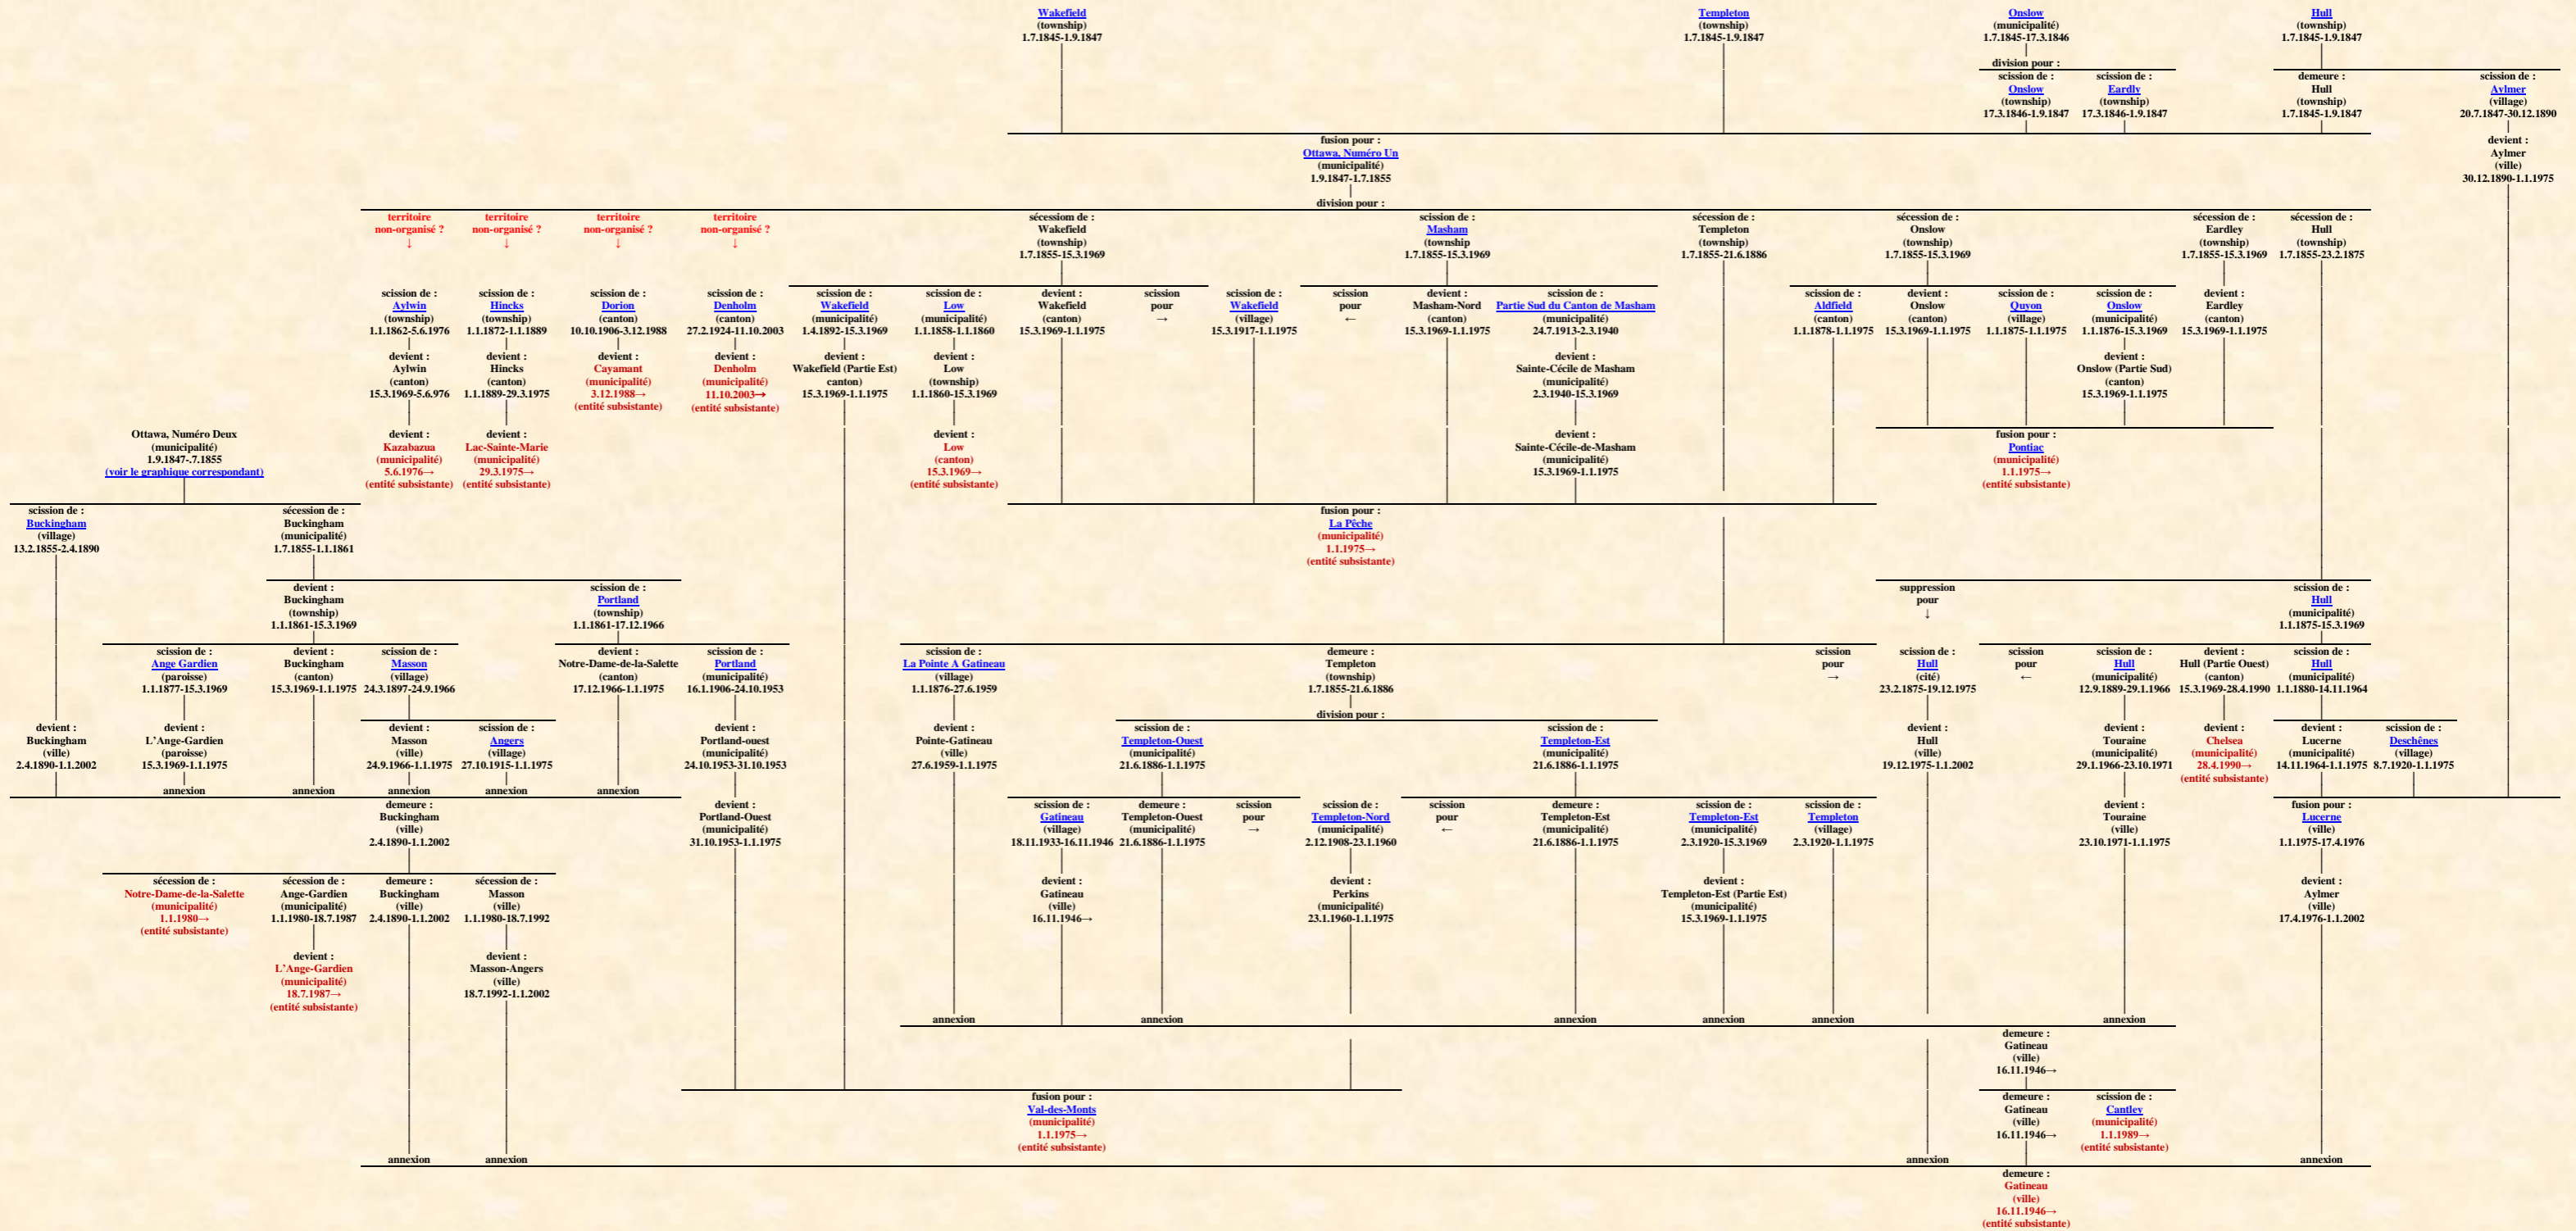 Wakefield
(township)
1.7.1845-1.9.1847
Templeton
(township)
1.7.1845-1.9.1847
Onslow
(municipalité)
1.7.1845-17.3.1846
Hull
(township)
1.7.1845-1.9.1847
division pour :
scission de :
Onslow
(township)
17.3.1846-1.9.1847
scission de :
Eardly
(township)
17.3.1846-1.9.1847
demeure :
Hull
(township)
1.7.1845-1.9.1847
scission de :
Aylmer
(village)
20.7.1847-30.12.1890
fusion pour :
Ottawa, Numéro Un
(municipalité)
1.9.1847-1.7.1855
devient :
Aylmer
(ville)
30.12.1890-1.1.1975
division pour :
territoire
non-organisé ?
↓
territoire
non-organisé ?
↓
territoire
non-organisé ?
↓
territoire
non-organisé ?
↓
sécessiom de :
Wakefield
(township)
1.7.1855-15.3.1969
scission de :
Masham
(township
1.7.1855-15.3.1969
sécession de :
Templeton
(township)
1.7.1855-21.6.1886
sécession de :
Onslow
(township)
1.7.1855-15.3.1969
sécession de :
Eardley
(township)
1.7.1855-15.3.1969
sécession de :
Hull
(township)
1.7.1855-23.2.1875
scission de :
Aylwin
(township)
1.1.1862-5.6.1976
scission de :
Hincks
(township)
1.1.1872-1.1.1889
scission de :
Dorion
(canton)
10.10.1906-3.12.1988
scission de :
Denholm
(canton)
27.2.1924-11.10.2003
scission de :
Wakefield
(municipalité)
1.4.1892-15.3.1969
scission de :
Low
(municipalité)
1.1.1858-1.1.1860
devient :
Wakefield
(canton)
15.3.1969-1.1.1975
scission
pour
→
scission de :
Wakefield
(village)
15.3.1917-1.1.1975
scission
pour
←
devient :
Masham-Nord
(canton)
15.3.1969-1.1.1975
scission de :
Partie Sud du Canton de Masham
(municipalité)
24.7.1913-2.3.1940
scission de :
Aldfield
(canton)
1.1.1878-1.1.1975
devient :
Onslow
(canton)
15.3.1969-1.1.1975
scission de :
Quyon
(village)
1.1.1875-1.1.1975
scission de :
Onslow
(municipalité)
1.1.1876-15.3.1969
devient :
Eardley
(canton)
15.3.1969-1.1.1975
devient :
Aylwin
(canton)
15.3.1969-5.6.976
devient :
Hincks
(canton)
1.1.1889-29.3.1975
devient :
Cayamant
(municipalité)
3.12.1988→
(entité subsistante)
devient :
Denholm
(municipalité)
11.10.2003→
(entité subsistante)
devient :
Wakefield (Partie Est)
canton)
15.3.1969-1.1.1975
devient :
Low
(township)
1.1.1860-15.3.1969
devient :
Sainte-Cécile de Masham
(municipalité)
2.3.1940-15.3.1969
devient :
Onslow (Partie Sud)
(canton)
15.3.1969-1.1.1975
Ottawa, Numéro Deux
(municipalité)
1.9.1847-.7.1855
(voir le graphique correspondant)
devient :
Kazabazua
(municipalité)
5.6.1976→
(entité subsistante)
devient :
Lac-Sainte-Marie
(municipalité)
29.3.1975→
(entité subsistante)
devient :
Low
(canton)
15.3.1969→
(entité subsistante)
devient :
Sainte-Cécile-de-Masham
(municipalité)
15.3.1969-1.1.1975
fusion pour :
Pontiac
(municipalité)
1.1.1975→
(entité subsistante)
scission de :
Buckingham
(village)
13.2.1855-2.4.1890
sécession de :
Buckingham
(municipalité)
1.7.1855-1.1.1861
fusion pour :
La Pêche
(municipalité)
1.1.1975→
(entité subsistante)
devient :
Buckingham
(township)
1.1.1861-15.3.1969
scission de :
Portland
(township)
1.1.1861-17.12.1966
suppression
pour
↓
scission de :
Hull
(municipalité)
1.1.1875-15.3.1969
scission de :
Ange Gardien
(paroisse)
1.1.1877-15.3.1969
devient :
Buckingham
(canton)
15.3.1969-1.1.1975
scission de :
Masson
(village)
24.3.1897-24.9.1966
devient :
Notre-Dame-de-la-Salette
(canton)
17.12.1966-1.1.1975
scission de :
Portland
(municipalité)
16.1.1906-24.10.1953
scission de :
La Pointe A Gatineau
(village)
1.1.1876-27.6.1959
demeure :
Templeton
(township)
1.7.1855-21.6.1886
scission
pour
→
scission de :
Hull
(cité)
23.2.1875-19.12.1975
scission
pour
←
scission de :
Hull
(municipalité)
12.9.1889-29.1.1966
devient :
Hull (Partie Ouest)
(canton)
15.3.1969-28.4.1990
scission de :
Hull
(municipalité)
1.1.1880-14.11.1964
division pour :
devient :
Buckingham
(ville)
2.4.1890-1.1.2002
devient :
L'Ange-Gardien
(paroisse)
15.3.1969-1.1.1975
devient :
Masson
(ville)
24.9.1966-1.1.1975
scission de :
Angers
(village)
27.10.1915-1.1.1975
devient :
Portland-ouest
(municipalité)
24.10.1953-31.10.1953
devient :
Pointe-Gatineau
(ville)
27.6.1959-1.1.1975
scission de :
Templeton-Ouest
(municipalité)
21.6.1886-1.1.1975
scission de :
Templeton-Est
(municipalité)
21.6.1886-1.1.1975
devient :
Hull
(ville)
19.12.1975-1.1.2002
devient :
Touraine
(municipalité)
29.1.1966-23.10.1971
devient :
Chelsea
(municipalité)
28.4.1990→
(entité subsistante)
devient :
Lucerne
(municipalité)
14.11.1964-1.1.1975
scission de :
Deschênes
(village)
8.7.1920-1.1.1975
annexion
annexion
annexion
annexion
annexion
demeure :
Buckingham
(ville)
2.4.1890-1.1.2002
devient :
Portland-Ouest
(municipalité)
31.10.1953-1.1.1975
scission de :
Gatineau
(village)
18.11.1933-16.11.1946
demeure :
Templeton-Ouest
(municipalité)
21.6.1886-1.1.1975
scission
pour
→
scission de :
Templeton-Nord
(municipalité)
2.12.1908-23.1.1960
scission
pour
←
demeure :
Templeton-Est
(municipalité)
21.6.1886-1.1.1975
scission de :
Templeton-Est
(municipalité)
2.3.1920-15.3.1969
scission de :
Templeton
(village)
2.3.1920-1.1.1975
devient :
Touraine
(ville)
23.10.1971-1.1.1975
fusion pour :
Lucerne
(ville)
1.1.1975-17.4.1976
sécession de :
Notre-Dame-de-la-Salette
(municipalité)
1.1.1980→
(entité subsistante)
sécession de :
Ange-Gardien
(municipalité)
1.1.1980-18.7.1987
demeure :
Buckingham
(ville)
2.4.1890-1.1.2002
sécession de :
Masson
(ville)
1.1.1980-18.7.1992
devient :
Gatineau
(ville)
16.11.1946→
devient :
Perkins
(municipalité)
23.1.1960-1.1.1975
devient :
Templeton-Est (Partie Est)
(municipalité)
15.3.1969-1.1.1975
devient :
Aylmer
(ville)
17.4.1976-1.1.2002
devient :
L'Ange-Gardien
(municipalité)
18.7.1987→
(entité subsistante)
devient :
Masson-Angers
(ville)
18.7.1992-1.1.2002
annexion
annexion
annexion
annexion
annexion
annexion
demeure :
Gatineau
(ville)
16.11.1946→
fusion pour :
Val-des-Monts
(municipalité)
1.1.1975→
(entité subsistante)
demeure :
Gatineau
(ville)
16.11.1946→
scission de :
Cantley
(municipalité)
1.1.1989→
(entité subsistante)
annexion
annexion
annexion
annexion
demeure :
Gatineau
(ville)
16.11.1946→
(entité subsistante)